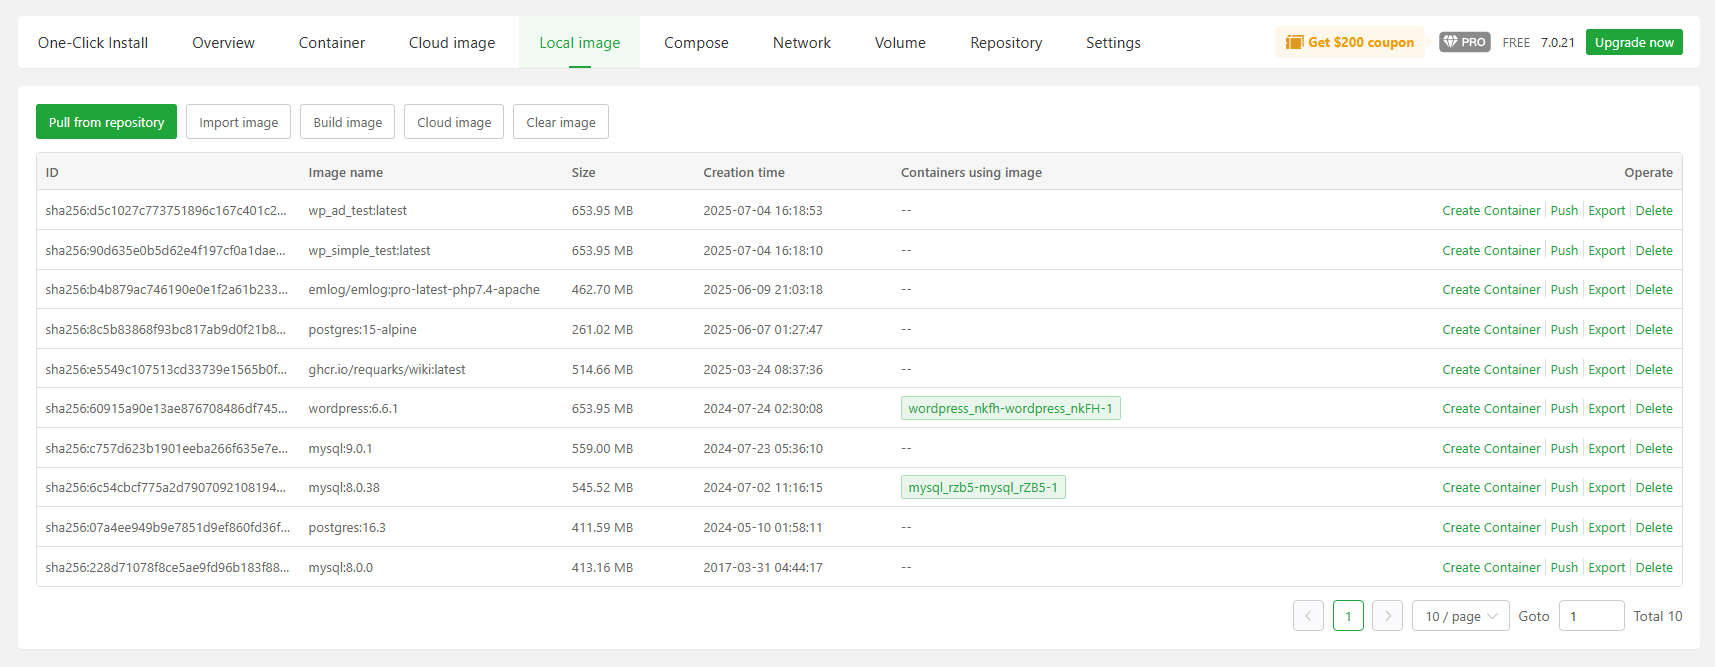 One-Click Install Overview Container Cloud image Local image Compose Network Volume Repository Settings Get $200 coupon PRO FREE 7.0.21 Upgrade now
Pull from repository Import image Build image Cloud image Clear image
ID Image name Size Creation time Containers using image Operate
sha256:d5c1027c773751896c167c401c2... wp_ad_test:latest 653.95 MB 2025-07-04 16:18:53 -- Create Container Push Export Delete
sha256:90d635e0b5d62e4f197cf0a1dae... wp_simple_test:latest 653.95 MB 2025-07-04 16:18:10 -- Create Container Push Export Delete
sha256:b4b879ac746190e0e1f2a61b233... emlog/emlog:pro-latest-php7.4-apache 462.70 MB 2025-06-09 21:03:18 -- Create Container Push Export Delete
sha256:8c5b83868f93bc817ab9d0f21b8... postgres:15-alpine 261.02 MB 2025-06-07 01:27:47 -- Create Container Push Export Delete
sha256:e5549c107513cd33739e1565b0f... ghcr.io/requarks/wiki:latest 514.66 MB 2025-03-24 08:37:36 -- Create Container Push Export Delete
sha256:60915a90e13ae876708486df745... wordpress:6.6.1 653.95 MB 2024-07-24 02:30:08 wordpress_nkfh-wordpress_nkFH-1 Create Container Push Export Delete
sha256:c757d623b1901eeba266f635e7e... mysql:9.0.1 559.00 MB 2024-07-23 05:36:10 -- Create Container Push Export Delete
sha256:6c54cbcf775a2d7907092108194... mysql:8.0.38 545.52 MB 2024-07-02 11:16:15 mysql_rzb5-mysql_rZB5-1 Create Container Push Export Delete
sha256:07a4ee949b9e7851d9ef860fd36f... postgres:16.3 411.59 MB 2024-05-10 01:58:11 -- Create Container Push Export Delete
sha256:228d71078f8ce5ae9fd96b183f88... mysql:8.0.0 413.16 MB 2017-03-31 04:44:17 -- Create Container Push Export Delete
1 10 / page Goto 1 Total 10